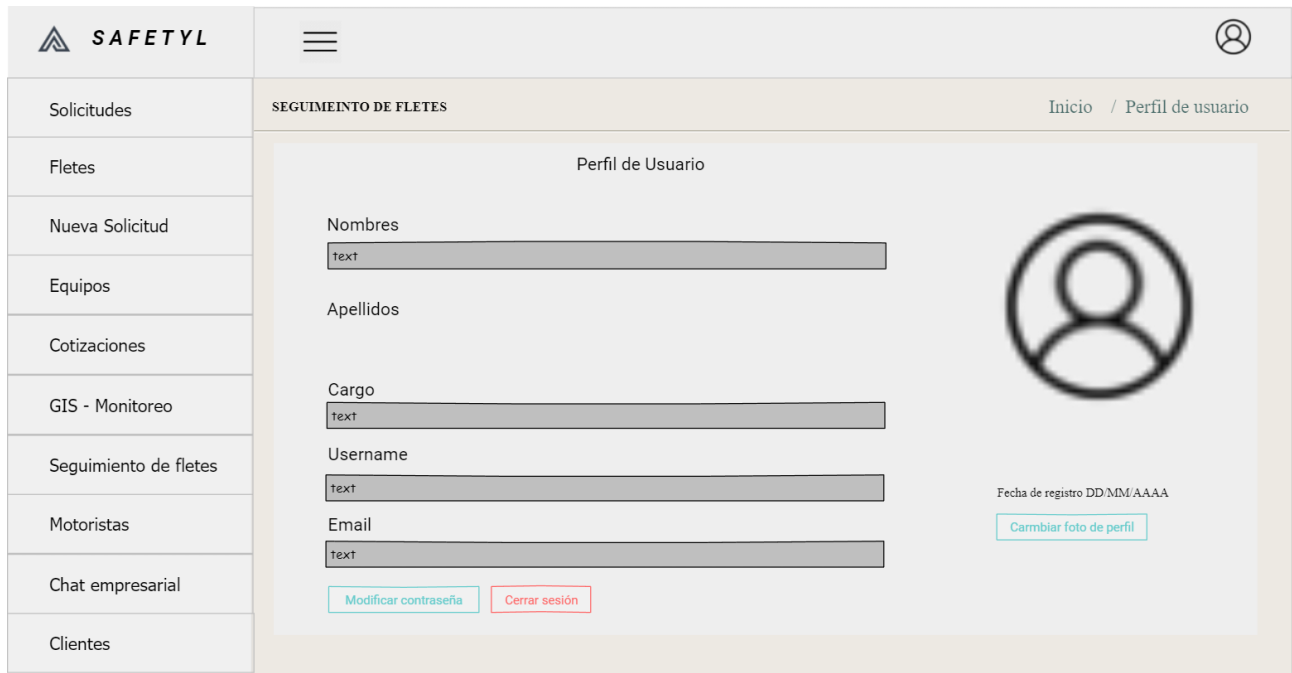 SAFETYL
Solicitudes
Fletes
Nueva Solicitud
Equipos
Cotizaciones
GIS - Monitoreo
Seguimiento de fletes
Motoristas
Chat empresarial
Clientes
SEGUIMEINTO DE FLETES
Inicio / Perfil de usuario
Perfil de Usuario
Nombres
text
Apellidos
Cargo
text
Username
text
Email
text
Modificar contraseña
Cerrar sesión
Fecha de registro DD/MM/AAAA
Carmbiar foto de perfil